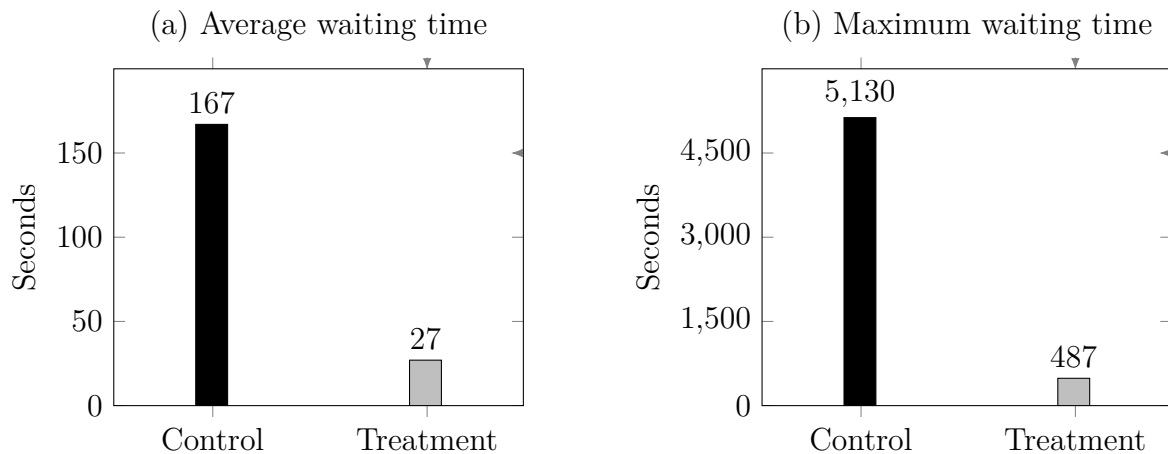 (a) Average waiting time
167
27
150
100
50
0
Seconds
Control Treatment
(b) Maximum waiting time
5,130
487
4,500
3,000
1,500
0
Seconds
Control Treatment